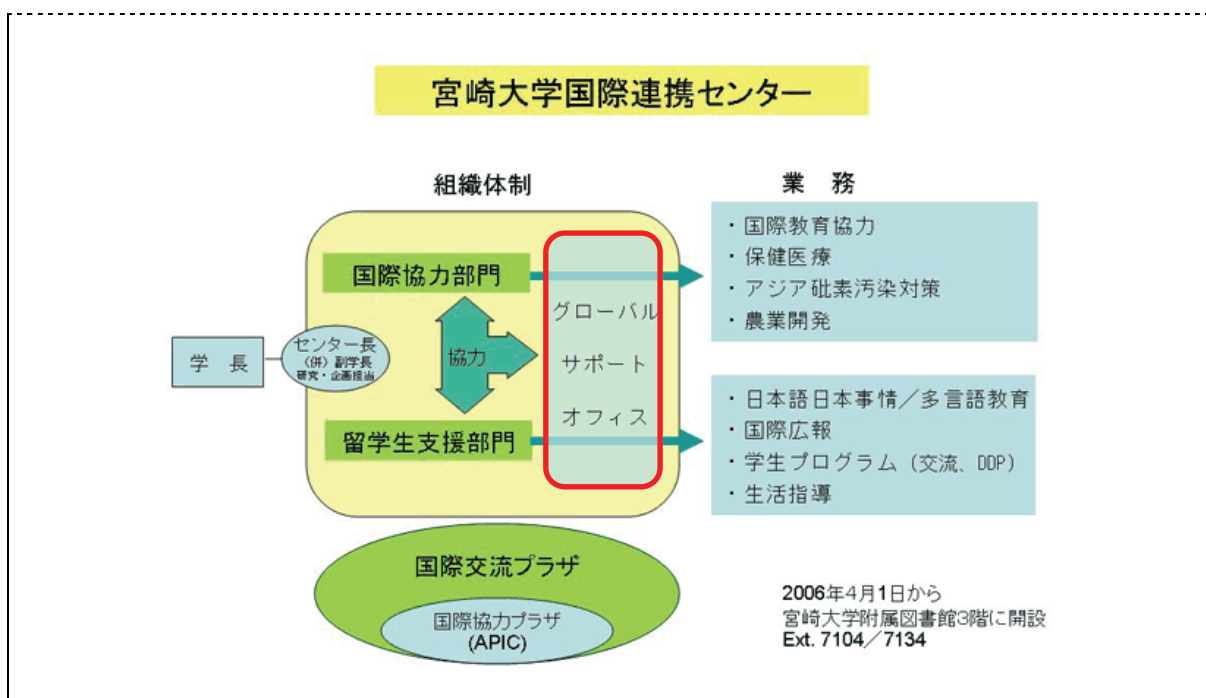 宮崎大学国際連携センター
組織体制
業　務
国際協力部門
グローバル
サポート
オフィス
協力
学　長
センター長
（併）副学長
研究・企画担当
留学生支援部門
・国際教育協力
・保健医療
・アジア砒素汚染対策
・農業開発
・日本語日本事情／多言語教育
・国際広報
・学生プログラム（交流、DDP）
・生活指導
国際交流プラザ
国際協力プラザ
(APIC)
2006年4月1日から
宮崎大学附属図書館3階に開設
Ext. 7104／7134